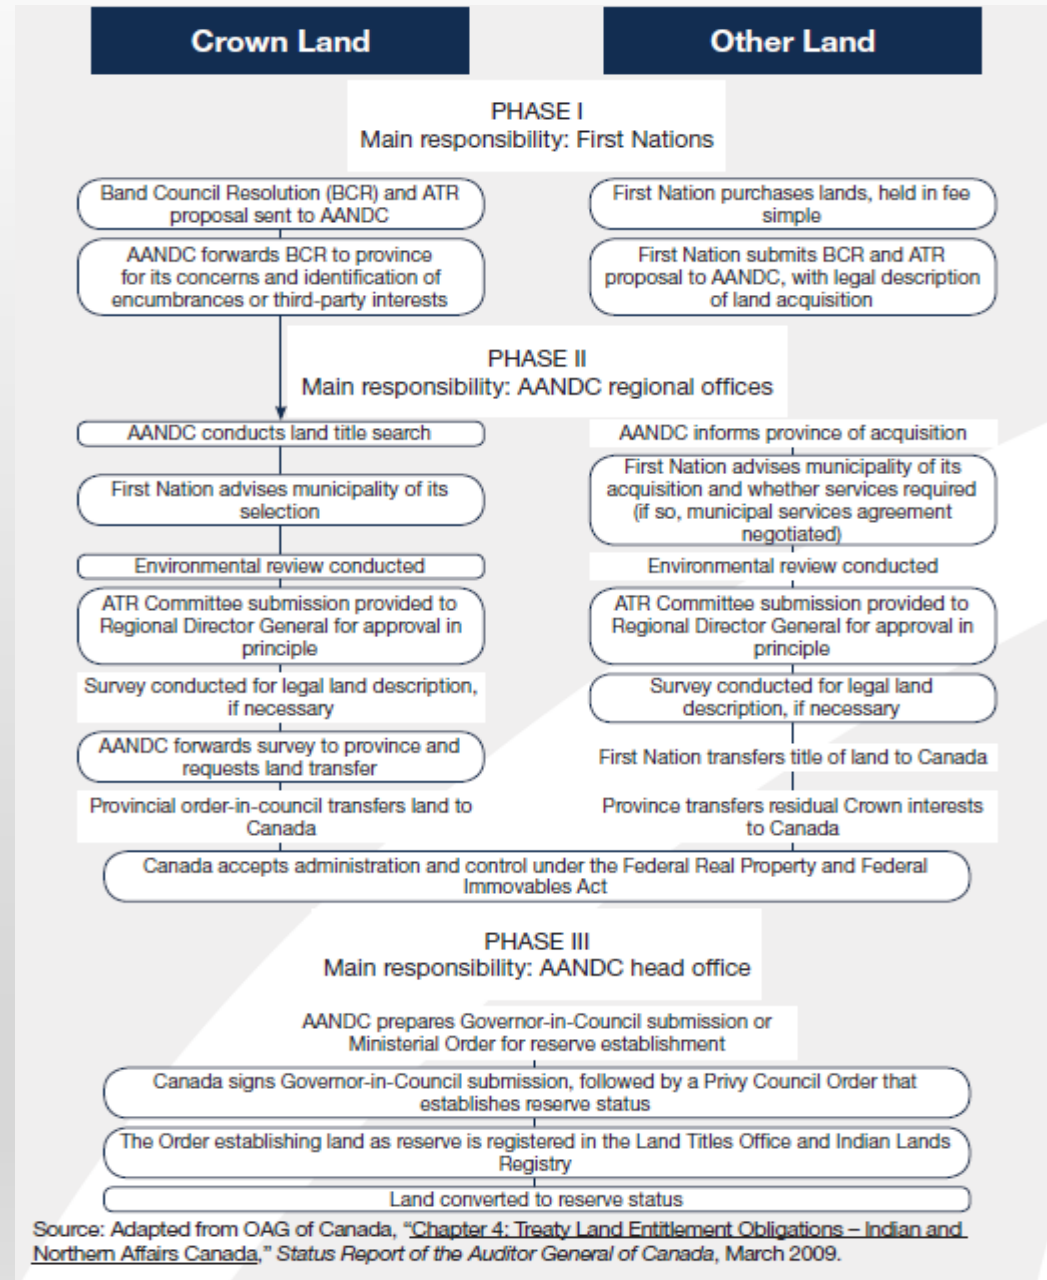 Crown Land
Other Land
PHASE I
Main responsibility: First Nations
Band Council Resolution (BCR) and ATR
proposal sent to AANDC
AANDC forwards BCR to province
for its concerns and identification of
encumbrances or third-party interests
First Nation purchases lands, held in fee
simple
First Nation submits BCR and ATR
proposal to AANDC, with legal description
of land acquisition
PHASE II
Main responsibility: AANDC regional offices
AANDC conducts land title search
First Nation advises municipality of its
selection
Environmental review conducted
ATR Committee submission provided to
Regional Director General for approval in
principle
Survey conducted for legal land description,
if necessary
AANDC forwards survey to province and
requests land transfer
Provincial order-in-council transfers land to
Canada
AANDC informs province of acquisition
First Nation advises municipality of its
acquisition and whether services required
(if so, municipal services agreement
negotiated)
Environmental review conducted
ATR Committee submission provided to
Regional Director General for approval in
principle
Survey conducted for legal land
description, if necessary
First Nation transfers title of land to Canada
Province transfers residual Crown interests
to Canada
Canada accepts administration and control under the Federal Real Property and Federal
Immovables Act
PHASE III
Main responsibility: AANDC head office
AANDC prepares Governor-in-Council submission or
Ministerial Order for reserve establishment
Canada signs Governor-in-Council submission, followed by a Privy Council Order that
establishes reserve status
The Order establishing land as reserve is registered in the Land Titles Office and Indian Lands
Registry
Land converted to reserve status
Source: Adapted from OAG of Canada, “Chapter 4: Treaty Land Entitlement Obligations – Indian and
Northern Affairs Canada,” Status Report of the Auditor General of Canada, March 2009.